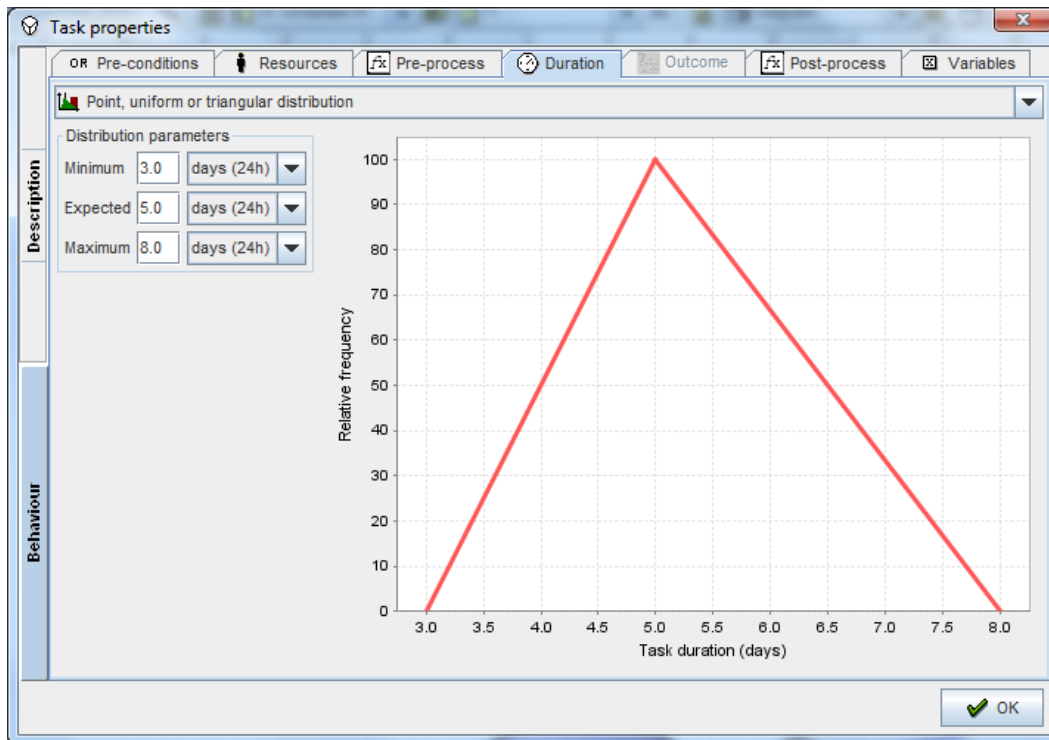 Task properties
OR Pre-conditions
Resources
fx Pre-process
Duration
Outcome
fx Post-process
X Variables
Point, uniform or triangular distribution
Description
Behaviour
Distribution parameters
Minimum 3.0 days (24h)
Expected 5.0 days (24h)
Maximum 8.0 days (24h)
Relative frequency
100
90
80
70
60
50
40
30
20
10
0
3.0 3.5 4.0 4.5 5.0 5.5 6.0 6.5 7.0 7.5 8.0
Task duration (days)
OK